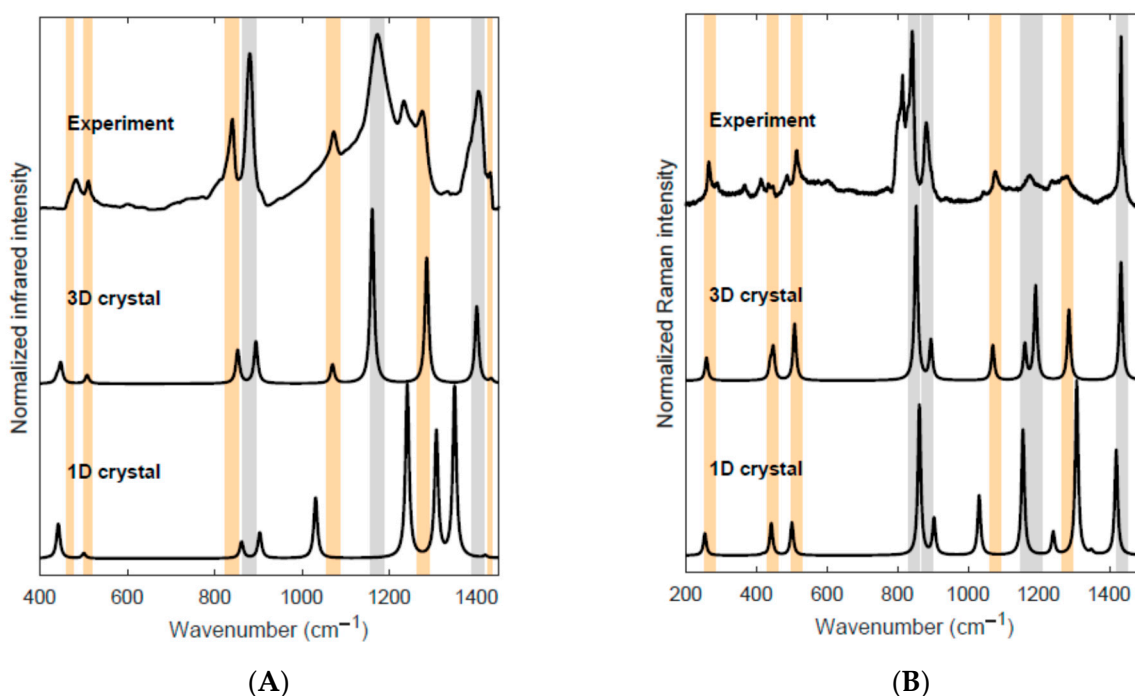 Normalized infrared intensity
Experiment
3D crystal
1D crystal
400 600 800 1000 1200 1400
Wavenumber (cm−1)
(A)
Normalized Raman intensity
Experiment
3D crystal
1D crystal
200 400 600 800 1000 1200 1400
Wavenumber (cm−1)
(B)